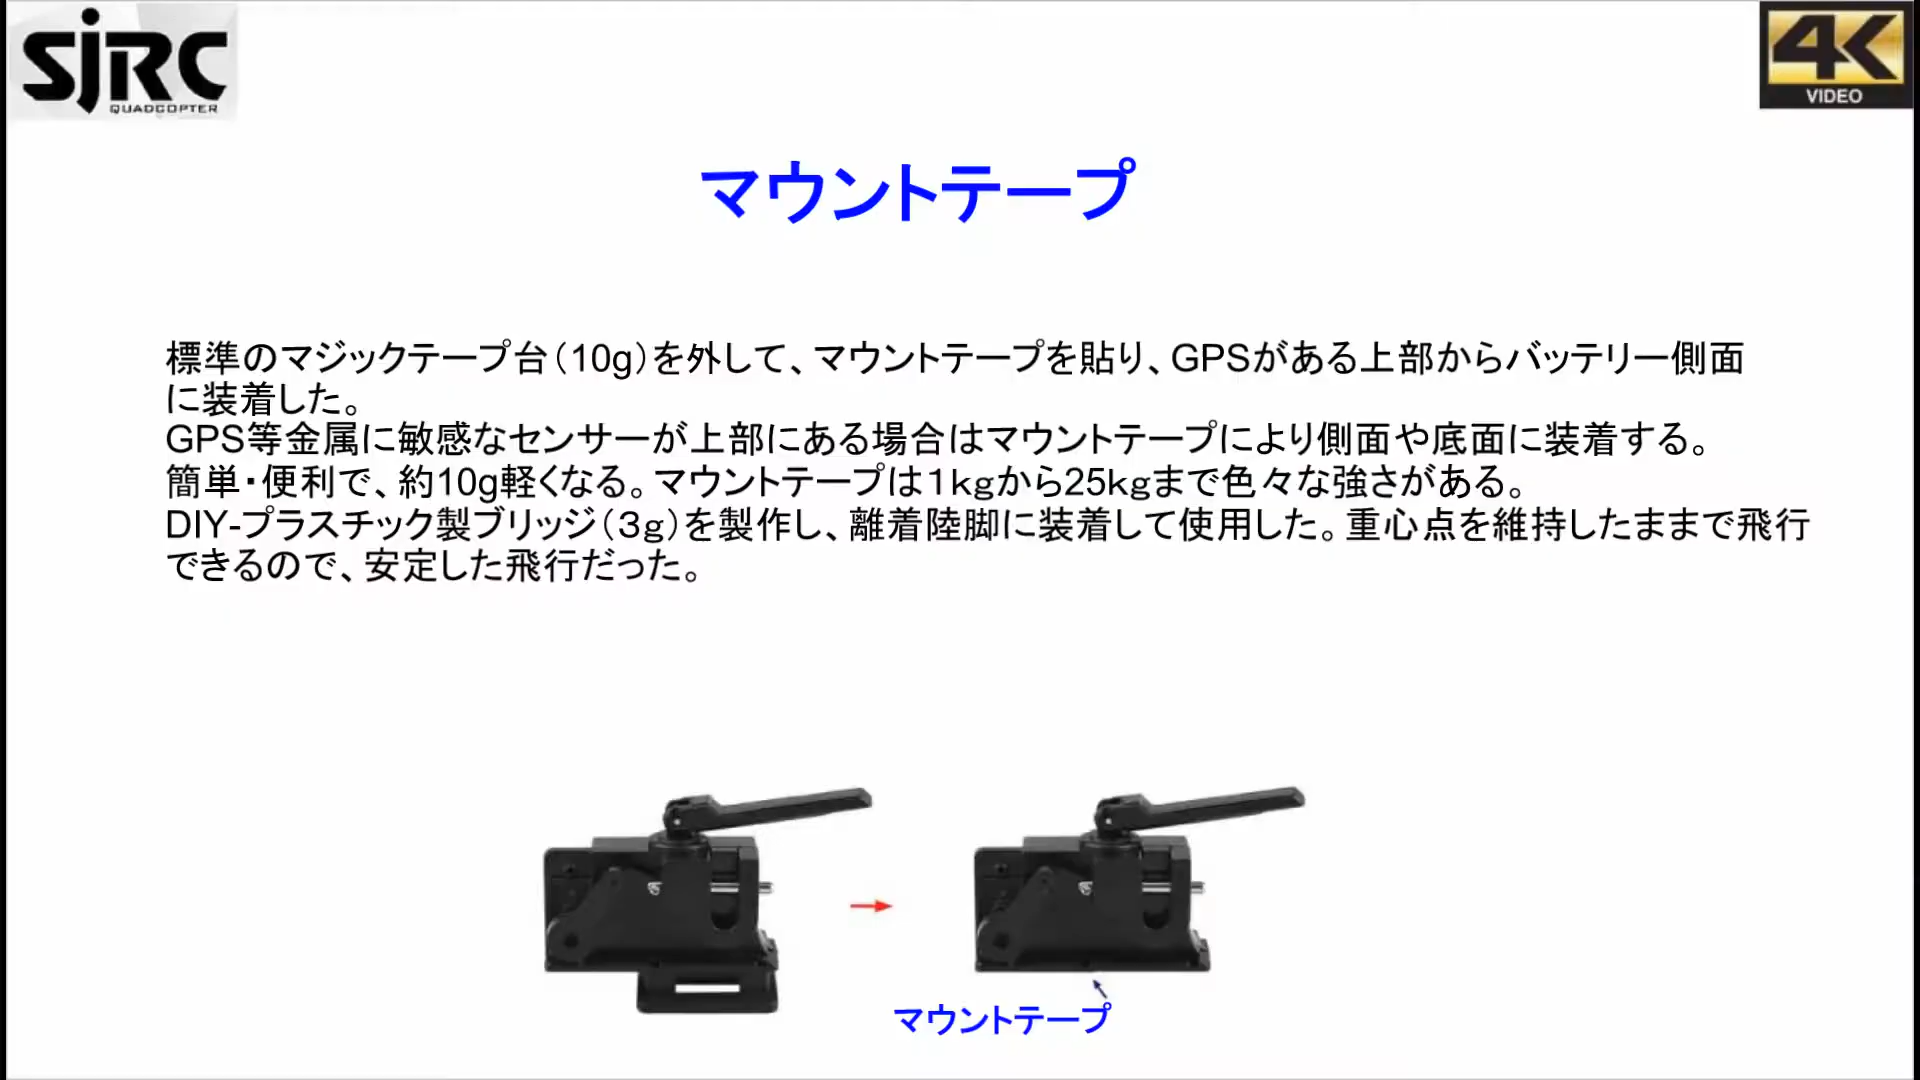 SJRC
QUADCOPTER
4K
VIDEO
マウントテープ
標準のマジックテープ台（10g）を外して、マウントテープを貼り、GPSがある上部からバッテリー側面
に装着した。
GPS等金属に敏感なセンサーが上部にある場合はマウントテープにより側面や底面に装着する。
簡単・便利で、約10g軽くなる。マウントテープは１ｋｇから25ｋｇまで色々な強さがある。
DIY-プラスチック製ブリッジ（３ｇ）を製作し、離着陸脚に装着して使用した。重心点を維持したままで飛行
できるので、安定した飛行だった。
マウントテープ